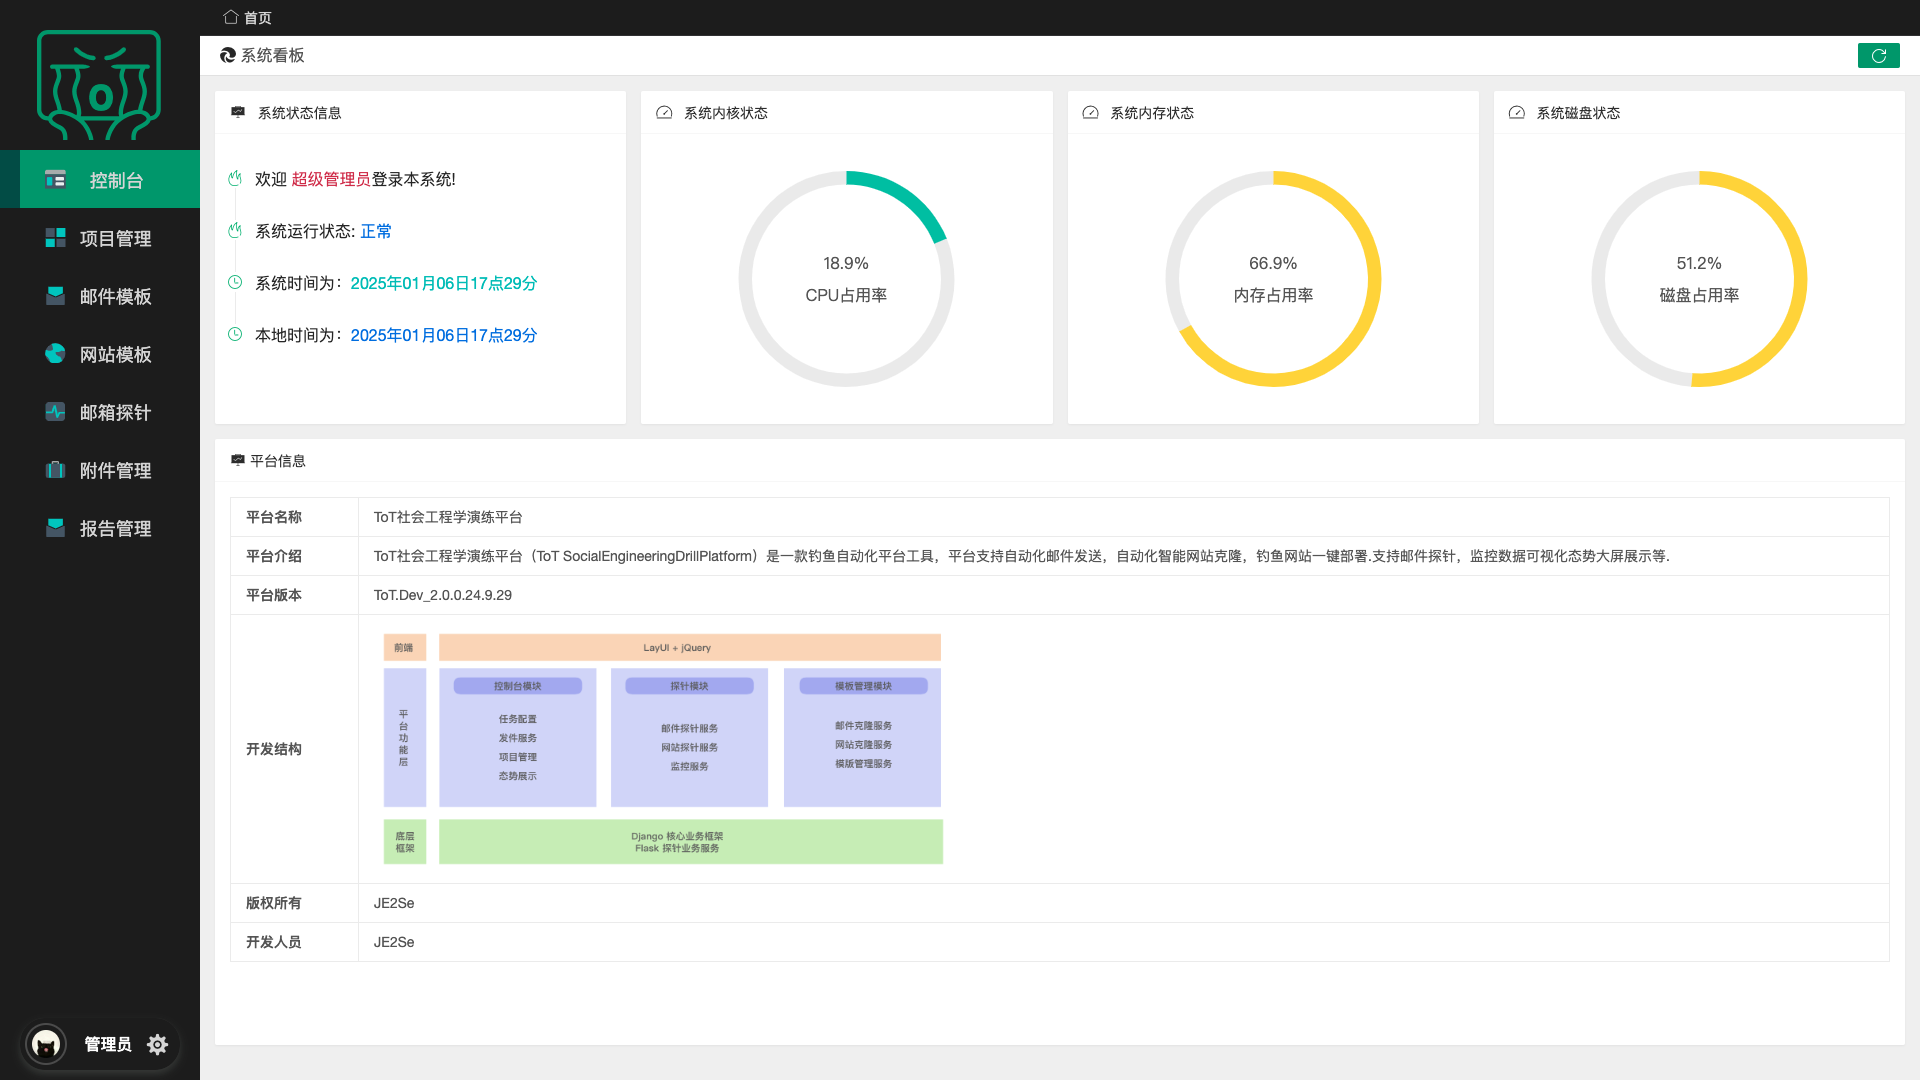 首页
系统看板
系统状态信息
欢迎 超级管理员登录本系统!
系统运行状态: 正常
系统时间为：2025年01月06日17点29分
本地时间为：2025年01月06日17点29分
系统内核状态
18.9%
CPU占用率
系统内存状态
66.9%
内存占用率
系统磁盘状态
51.2%
磁盘占用率
控制台
项目管理
邮件模板
网站模板
邮箱探针
附件管理
报告管理
管理员
平台信息
平台名称 ToT社会工程学演练平台
平台介绍 ToT社会工程学演练平台（ToT SocialEngineeringDrillPlatform）是一款钓鱼自动化平台工具，平台支持自动化邮件发送，自动化智能网站克隆，钓鱼网站一键部署.支持邮件探针，监控数据可视化态势大屏展示等.
平台版本 ToT.Dev_2.0.0.24.9.29
开发结构
前端 LayUI + jQuery
平台功能层
控制台模块
任务配置
发件服务
项目管理
态势展示
探针模块
邮件探针服务
网站探针服务
监控服务
模板管理模块
邮件克隆服务
网站克隆服务
模版管理服务
底层
框架
Django 核心业务框架
Flask 探针业务服务
版权所有 JE2Se
开发人员 JE2Se